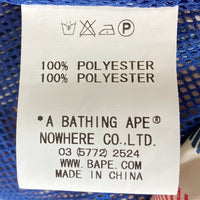 100% POLYESTER
100% POLYESTER
°A BATHING APE®
NOWHERE CO.,LTD.
03 (5772) 2524
WWW.BAPE.COM
MADE IN CHINA